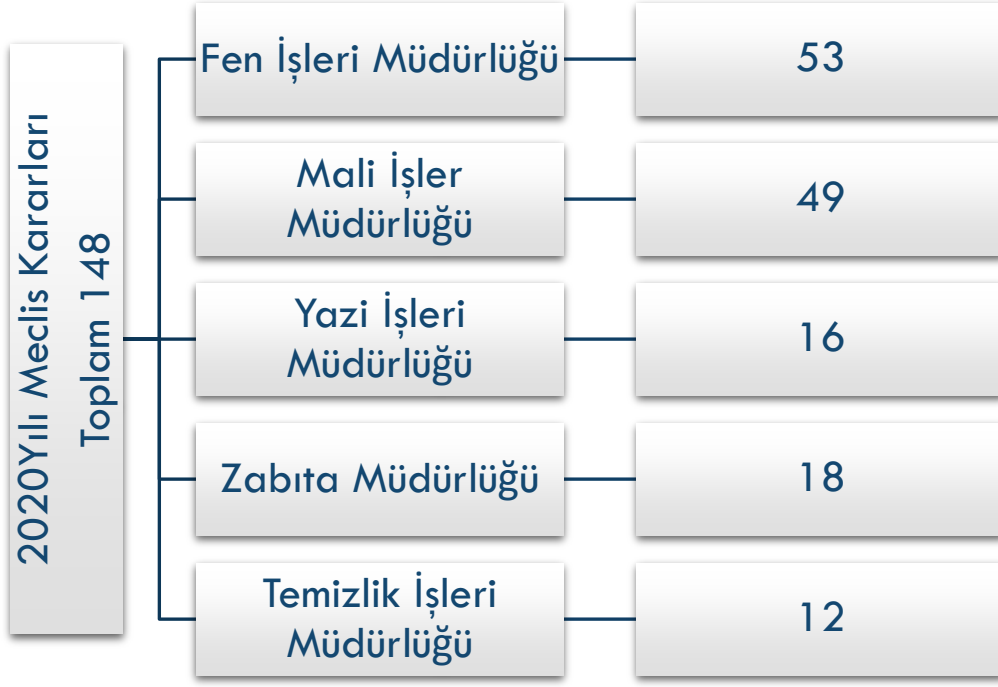 2020Yılı Meclis Kararları
Toplam 148
Fen İşleri Müdürlüğü
53
Mali İşler
Müdürlüğü
49
Yazi İşleri
Müdürlüğü
16
Zabıta Müdürlüğü
18
Temizlik İşleri
Müdürlüğü
12